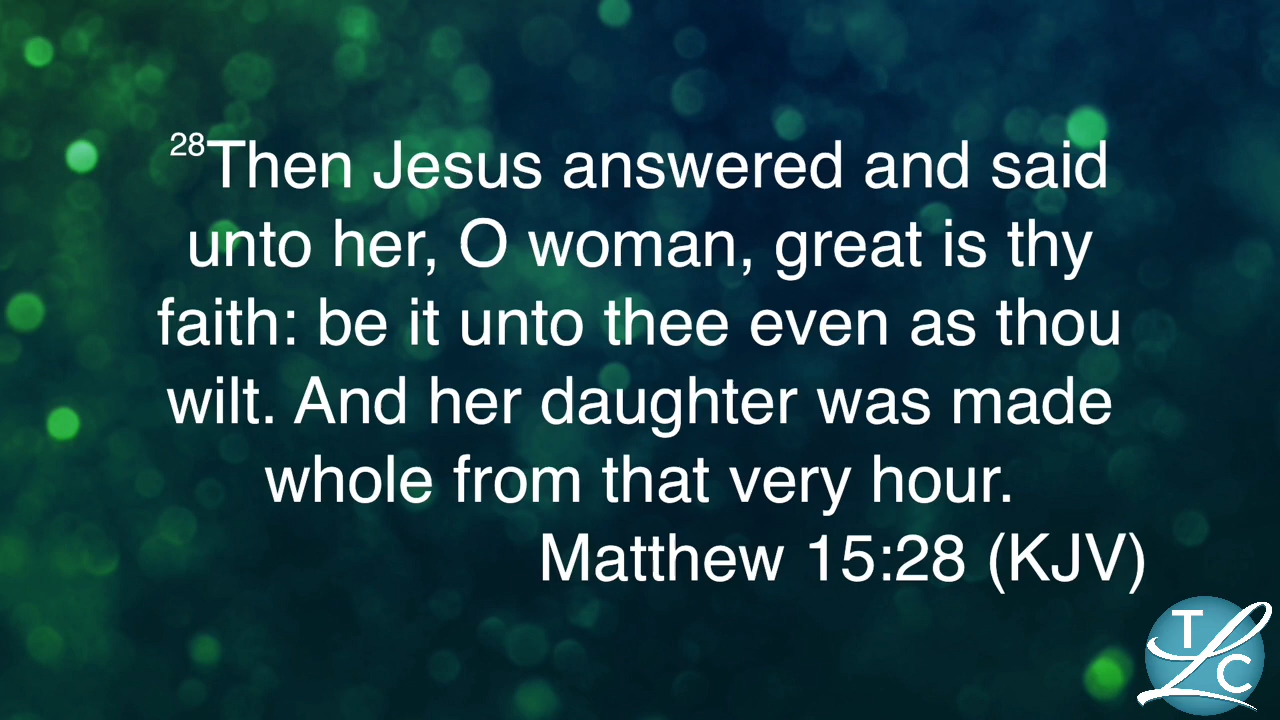 28Then Jesus answered and said
unto her, O woman, great is thy
faith: be it unto thee even as thou
wilt. And her daughter was made
whole from that very hour.
Matthew 15:28 (KJV)
TLC